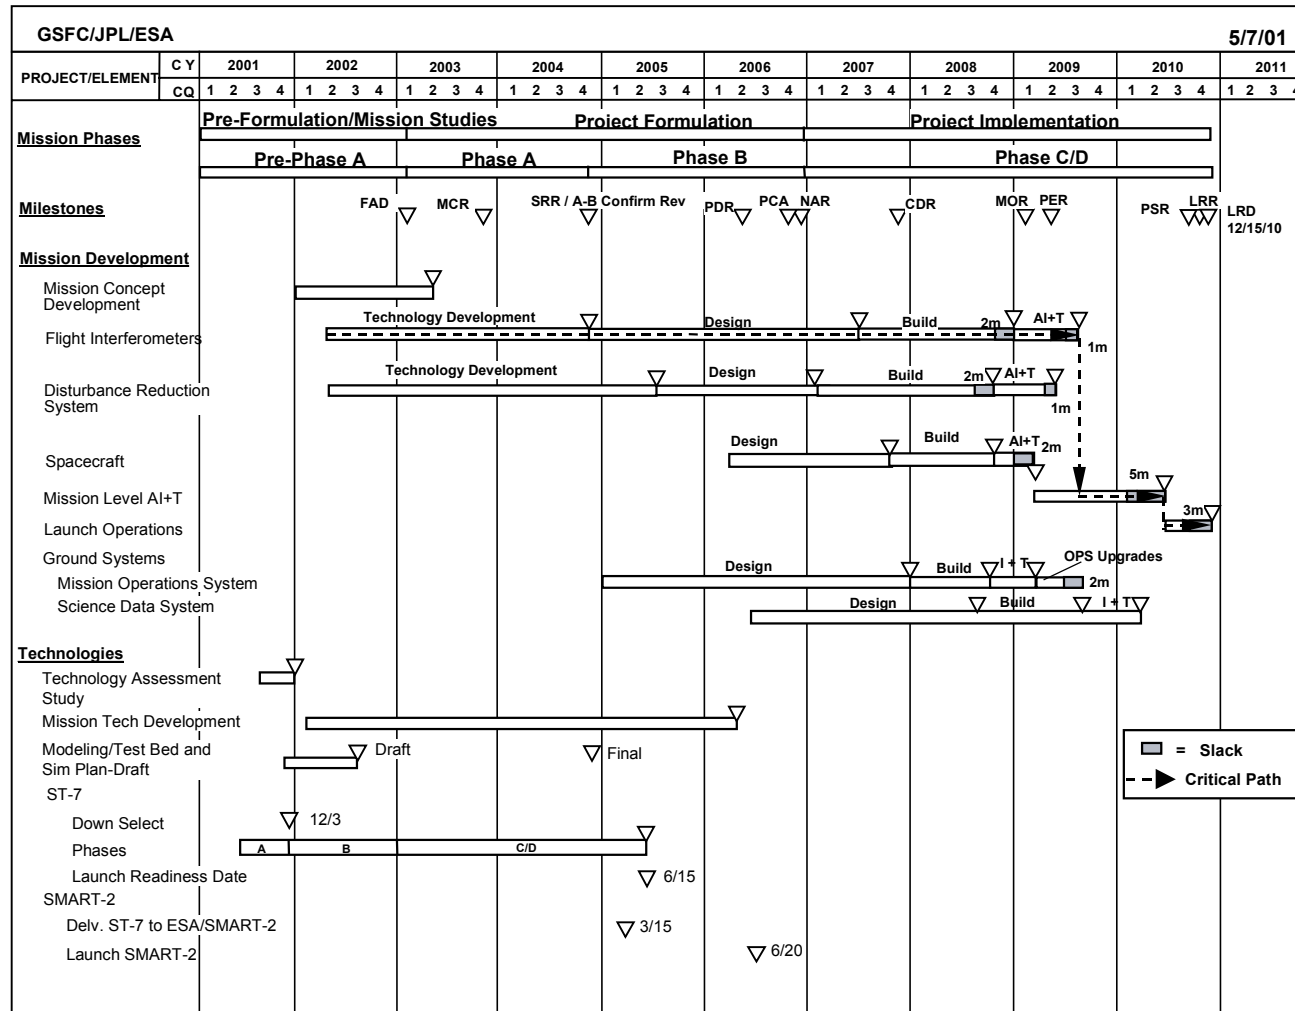 GSFC/JPL/ESA
5/7/01
PROJECT/ELEMENT
C Y 2001 2002 2003 2004 2005 2006 2007 2008 2009 2010 2011
CQ 1 2 3 4 1 2 3 4 1 2 3 4 1 2 3 4 1 2 3 4 1 2 3 4 1 2 3 4 1 2 3 4 1 2 3 4 1 2 3 4 1 2 3 4
Pre-Formulation/Mission Studies Project Formulation Project Implementation
Mission Phases
Pre-Phase A Phase A Phase B Phase C/D
Milestones FAD MCR SRR / A-B Confirm Rev PDR PCA NAR CDR MOR PER PSR LRR LRD
12/15/10
Mission Development
Mission Concept
Development
Technology Development Design Build 2m AI+T
Flight Interferometers 1m
Technology Development Design Build 2m AI+T
Disturbance Reduction
System 1m
Design Build AI+T 2m
Spacecraft
5m
Mission Level AI+T
3m
Launch Operations
Ground Systems
Design Build I + T OPS Upgrades
Mission Operations System 2m
Science Data System Design Build I + T
Technologies
Technology Assessment
Study
Mission Tech Development
Modeling/Test Bed and Draft Final
Sim Plan-Draft
= Slack
Critical Path
ST-7
Down Select 12/3
Phases A B C/D
Launch Readiness Date 6/15
SMART-2
Delv. ST-7 to ESA/SMART-2 3/15
Launch SMART-2 6/20